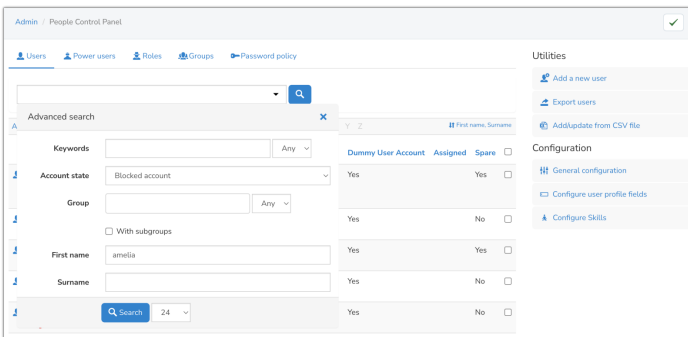 Admin / People Control Panel
Users Power users Roles Groups Password policy
Advanced search
Keywords Any
Account state Blocked account
Group Any
With subgroups
First name amelia
Surname
Search 24
A Y Z First name, Surname
Dummy User Account Assigned Spare
Yes Yes
Yes No
Yes Yes
Yes No
Yes No
Utilities
Add a new user
Export users
Add/update from CSV file
Configuration
General configuration
Configure user profile fields
Configure Skills